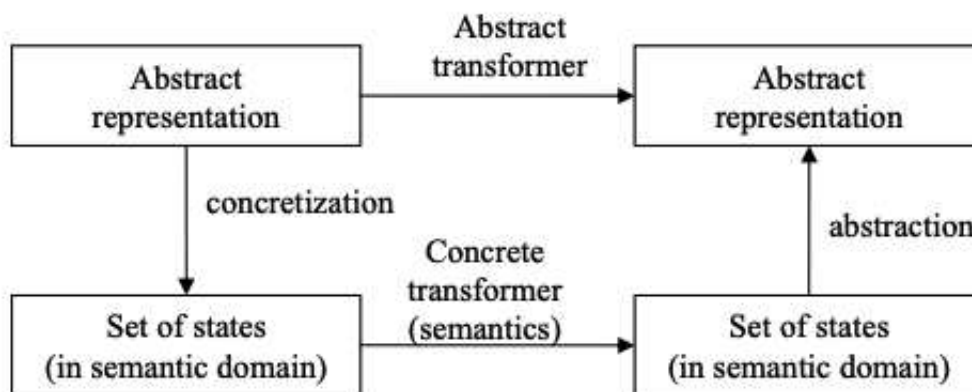 Abstract
transformer
Abstract
representation
Abstract
representation
concretization
abstraction
Concrete
transformer
(semantics)
Set of states
(in semantic domain)
Set of states
(in semantic domain)